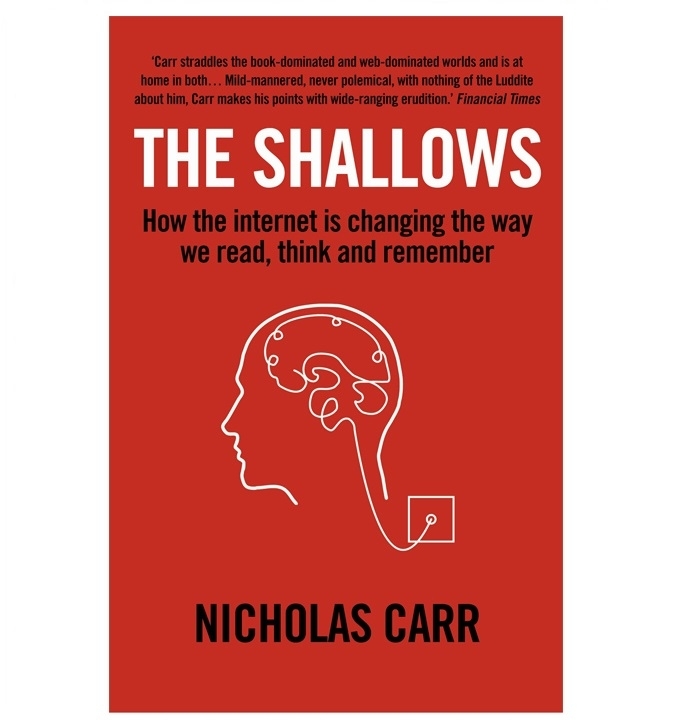 'Carr straddles the book-dominated and web-dominated worlds and is at
home in both… Mild-mannered, never polemical, with nothing of the Luddite
about him, Carr makes his points with wide-ranging erudition.' Financial Times
THE SHALLOWS
How the internet is changing the way
we read, think and remember
NICHOLAS CARR